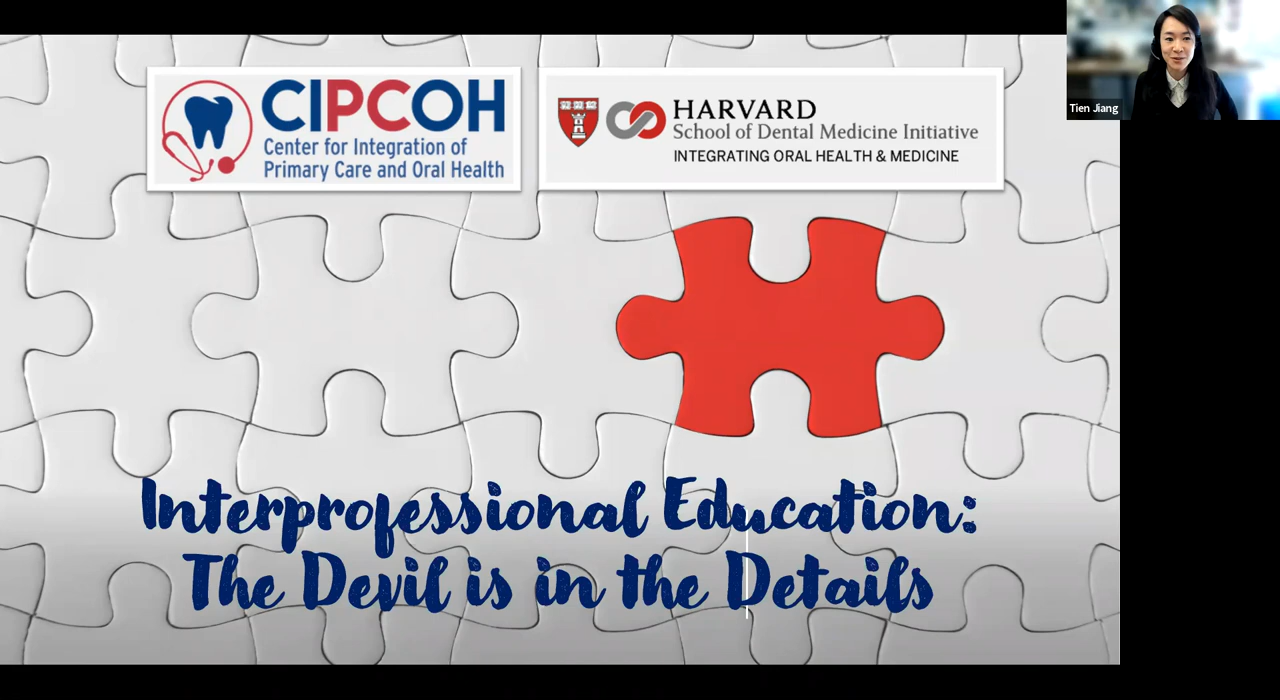 CIPCOH
Center for Integration of
Primary Care and Oral Health
HARVARD
School of Dental Medicine Initiative
INTEGRATING ORAL HEALTH & MEDICINE
Tien Jiang
Interprofessional Education:
The Devil is in the Details